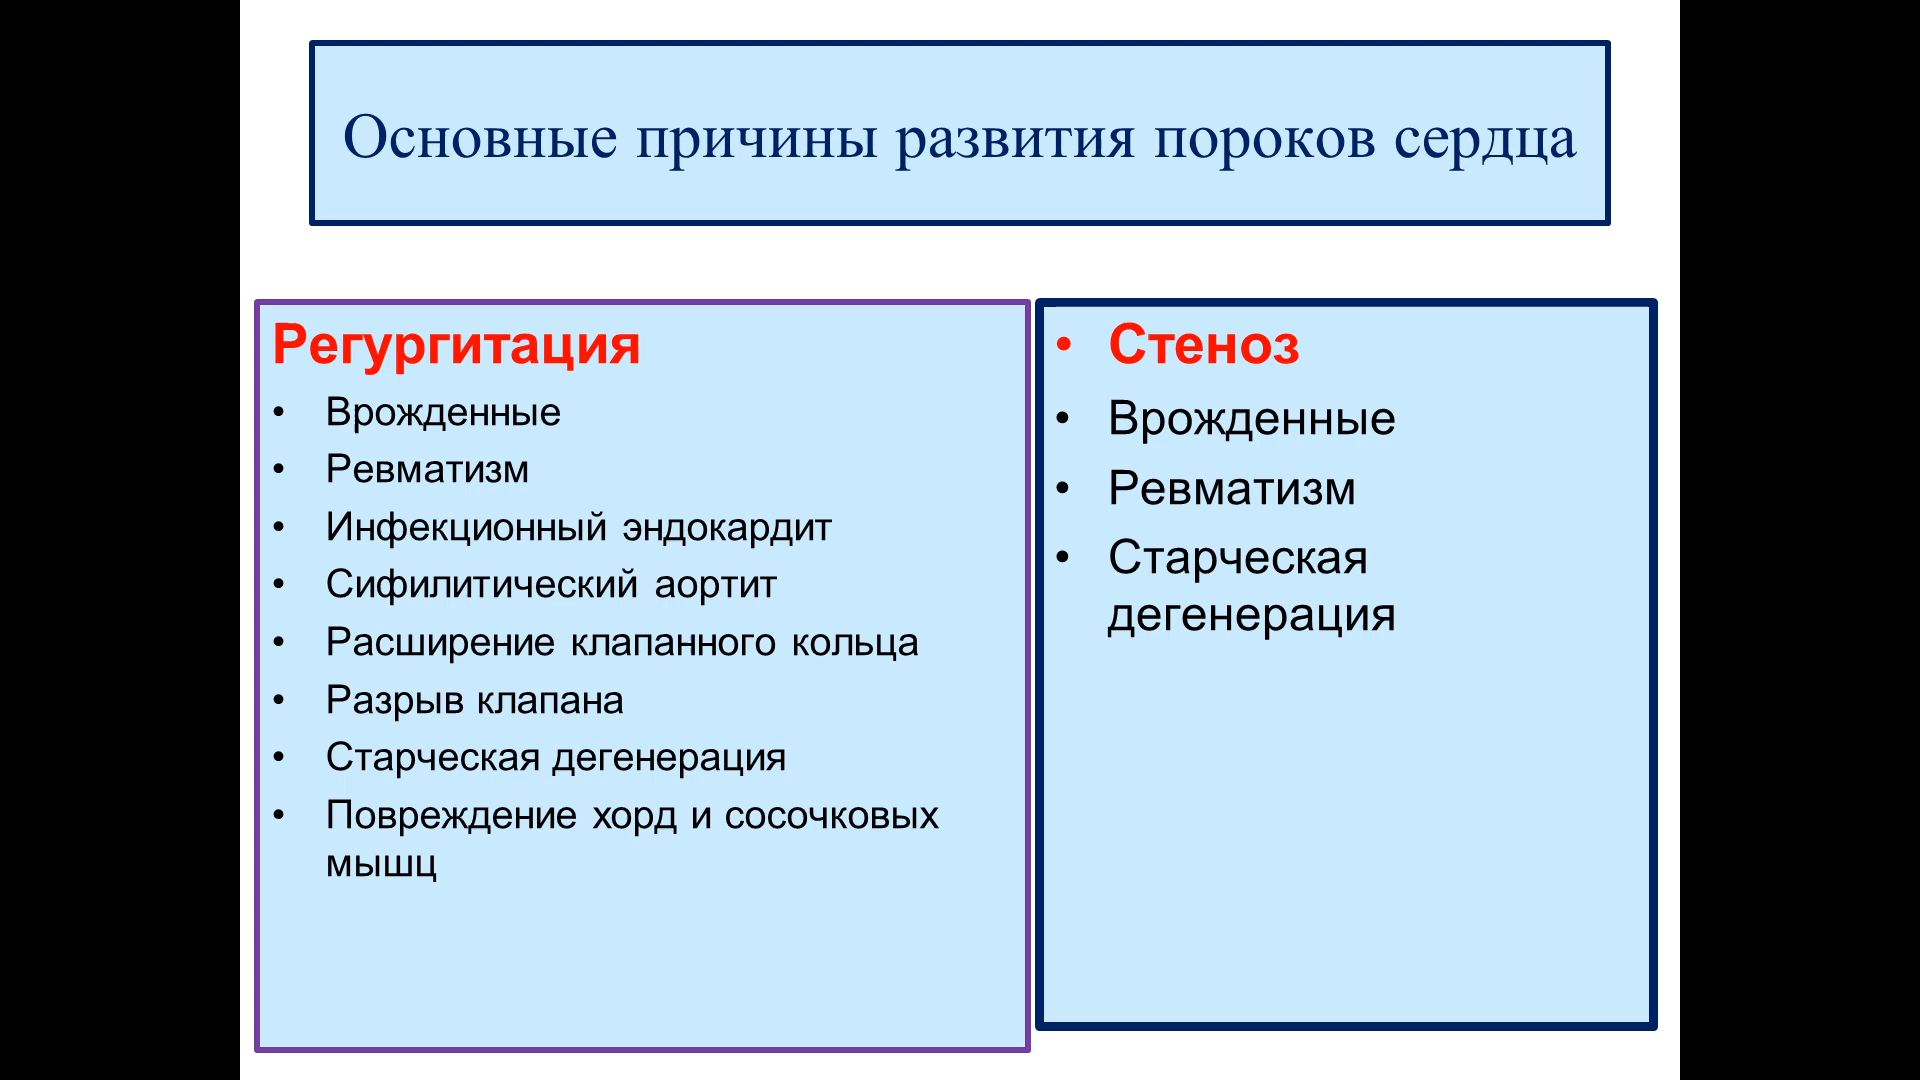 Основные причины развития пороков сердца
Регургитация
• Врожденные
• Ревматизм
• Инфекционный эндокардит
• Сифилитический аортит
• Расширение клапанного кольца
• Разрыв клапана
• Старческая дегенерация
• Повреждение хорд и сосочковых
мышц
• Стеноз
• Врожденные
• Ревматизм
• Старческая
дегенерация